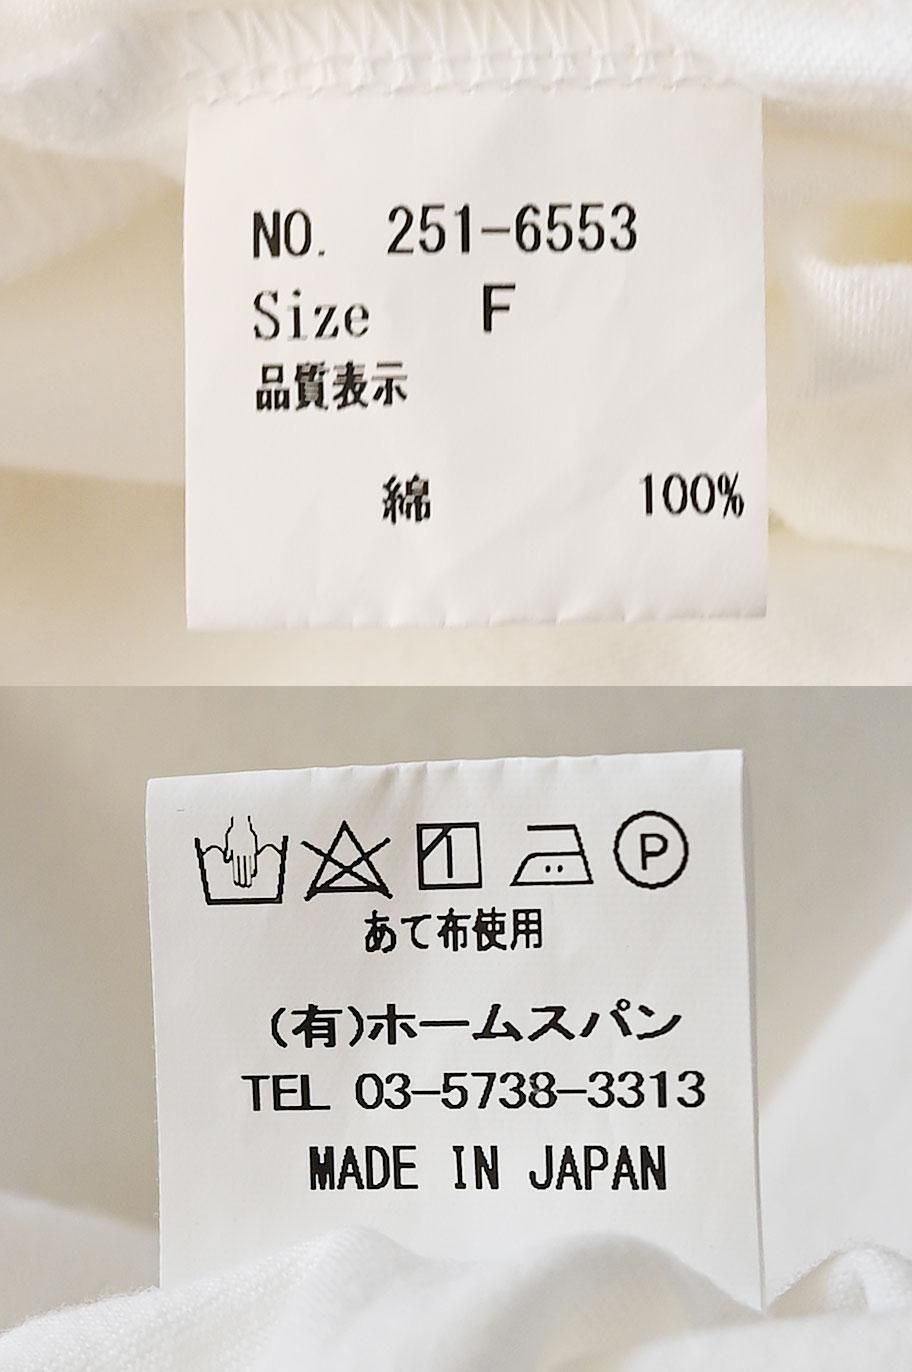 NO. 251-6553
Size F
品質表示
綿 100%
あて布使用
(有)ホームスパン
TEL 03-5738-3313
MADE IN JAPAN